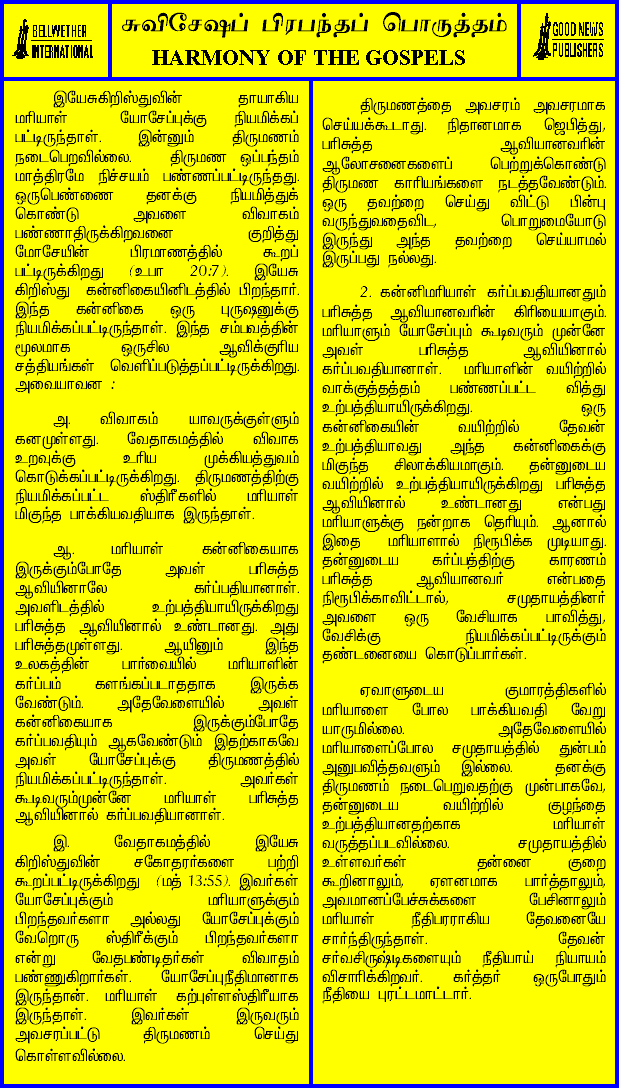 BELLWETHER
INTERNATIONAL
சுவிசேஷப் பிரபந்தப் பொருத்தம்
HARMONY OF THE GOSPELS
GOOD NEWS
PUBLISHERS
இயேசுகிறிஸ்துவின் தாயாகிய
மரியாள் யோசேப்புக்கு நியமிக்கப்
பட்டிருந்தாள். இன்னும் திருமணம்
நடைபெறவில்லை. திருமண ஒப்பந்தம்
மாத்திரமே நிச்சயம் பண்ணப்பட்டிருந்தது.
ஒருபெண்ணை தனக்கு நியமித்துக்
கொண்டு அவளை விவாகம்
பண்ணாதிருக்கிறவனை குறித்து
மோசேயின் பிரமாணத்தில் கூறப்
பட்டிருக்கிறது (உபா 20:7). இயேசு
கிறிஸ்து கன்னிகையினிடத்தில் பிறந்தார்.
இந்த கன்னிகை ஒரு புருஷனுக்கு
நியமிக்கப்பட்டிருந்தாள். இந்த சம்பவத்தின்
மூலமாக ஒருசில ஆவிக்குரிய
சத்தியங்கள் வெளிப்படுத்தப்பட்டிருக்கிறது.
அவையாவன :
அ. விவாகம் யாவருக்குள்ளும்
கனமுள்ளது. வேதாகமத்தில் விவாக
உறவுக்கு உரிய முக்கியத்துவம்
கொடுக்கப்பட்டிருக்கிறது. திருமணத்திற்கு
நியமிக்கப்பட்ட ஸ்திரீகளில் மரியாள்
மிகுந்த பாக்கியவதியாக இருந்தாள்.
ஆ. மரியாள் கன்னிகையாக
இருக்கும்போதே அவள் பரிசுத்த
ஆவியினாலே கர்ப்பதியானாள்.
அவளிடத்தில் உற்பத்தியாயிருக்கிறது
பரிசுத்த ஆவியினால் உண்டானது. அது
பரிசுத்தமுள்ளது. ஆயினும் இந்த
உலகத்தின் பார்வையில் மரியாளின்
கர்ப்பம் களங்கப்படாததாக இருக்க
வேண்டும். அதேவேளையில் அவள்
கன்னிகையாக இருக்கும்போதே
கர்ப்பவதியும் ஆகவேண்டும் இதற்காகவே
அவள் யோசேப்புக்கு திருமணத்தில்
நியமிக்கப்பட்டிருந்தாள். அவர்கள்
கூடிவரும்முன்னே மரியாள் பரிசுத்த
ஆவியினால் கர்ப்பவதியானாள்.
இ. வேதாகமத்தில் இயேசு
கிறிஸ்துவின் சகோதரர்களை பற்றி
கூறப்பட்டிருக்கிறது (மத் 13:55). இவர்கள்
யோசேப்புக்கும் மரியாளுக்கும்
பிறந்தவர்களா அல்லது யோசேப்புக்கும்
வேறொரு ஸ்திரீக்கும் பிறந்தவர்களா
என்று வேதபண்டிதர்கள் விவாதம்
பண்ணுகிறார்கள். யோசேப்புநீதிமானாக
இருந்தான். மரியாள் கற்புள்ளஸ்திரீயாக
இருந்தாள். இவர்கள் இருவரும்
அவசரப்பட்டு திருமணம் செய்து
கொள்ளவில்லை.
திருமணத்தை அவசரம் அவசரமாக
செய்யக்கூடாது. நிதானமாக ஜெபித்து,
பரிசுத்த ஆவியானவரின்
ஆலோசனைகளைப் பெற்றுக்கொண்டு
திருமண காரியங்களை நடத்தவேண்டும்.
ஒரு தவற்றை செய்து விட்டு பின்பு
வருந்துவதைவிட, பொறுமையோடு
இருந்து அந்த தவற்றை செய்யாமல்
இருப்பது நல்லது.
2. கன்னிமரியாள் கர்ப்பவதியானதும்
பரிசுத்த ஆவியானவரின் கிரியையாகும்.
மரியாளும் யோசேப்பும் கூடிவரும் முன்னே
அவள் பரிசுத்த ஆவியினால்
கர்ப்பவதியானாள். மரியாளின் வயிற்றில்
வாக்குத்தத்தம் பண்ணப்பட்ட வித்து
உற்பத்தியாயிருக்கிறது. ஒரு
கன்னிகையின் வயிற்றில் தேவன்
உற்பத்தியாவது அந்த கன்னிகைக்கு
மிகுந்த சிலாக்கியமாகும். தன்னுடைய
வயிற்றில் உற்பத்தியாயிருக்கிறது பரிசுத்த
ஆவியினால் உண்டானது என்பது
மரியாளுக்கு நன்றாக தெரியும். ஆனால்
இதை மரியாளால் நிரூபிக்க முடியாது.
தன்னுடைய கர்ப்பத்திற்கு காரணம்
பரிசுத்த ஆவியானவர் என்பதை
நிரூபிக்காவிட்டால், சமுதாயத்தினர்
அவளை ஒரு வேசியாக பாவித்து,
வேசிக்கு நியமிக்கப்பட்டிருக்கும்
தண்டனையை கொடுப்பார்கள்.
ஏவாளுடைய குமாரத்திகளில்
மரியாளை போல பாக்கியவதி வேறு
யாருமில்லை. அதேவேளையில்
மரியாளைப்போல சமுதாயத்தில் துன்பம்
அனுபவித்தவளும் இல்லை. தனக்கு
திருமணம் நடைபெறுவதற்கு முன்பாகவே,
தன்னுடைய வயிற்றில் குழந்தை
உற்பத்தியானதற்காக மரியாள்
வருத்தப்படவில்லை. சமுதாயத்தில்
உள்ளவர்கள் தன்னை குறை
கூறினாலும், ஏளனமாக பார்த்தாலும்,
அவமானப்பேச்சுக்களை பேசினாலும்
மரியாள் நீதிபரராகிய தேவனையே
சார்ந்திருந்தாள். தேவன்
சர்வசிருஷ்டிகளையும் நீதியாய் நியாயம்
விசாரிக்கிறவர். கர்த்தர் ஒருபோதும்
நீதியை புரட்டமாட்டார்.